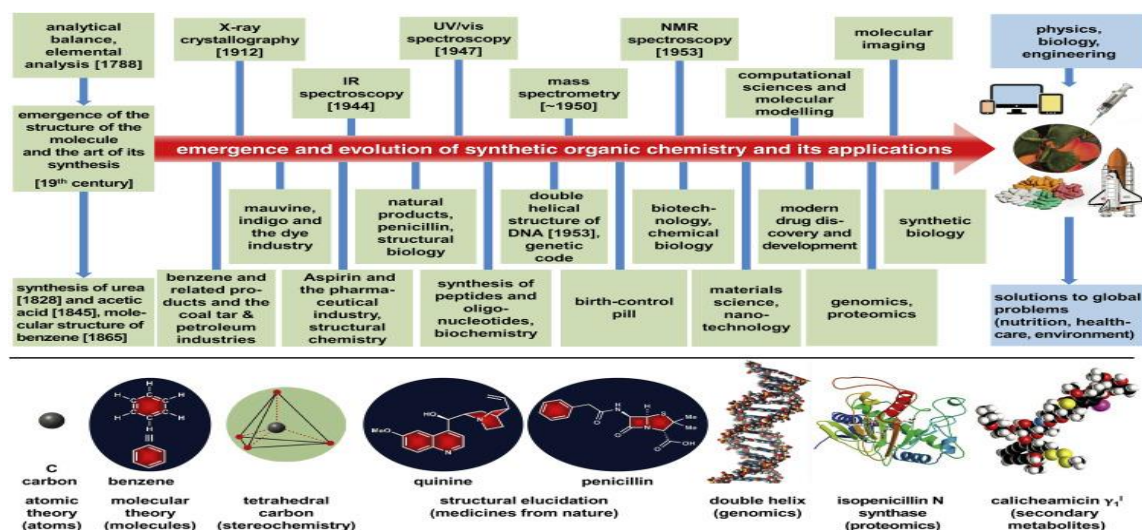 analytical
balance,
elemental
analysis [1788]
X-ray
crystallography
[1912]
UV/vis
spectroscopy
[1947]
NMR
spectroscopy
[1953]
molecular
imaging
physics,
biology,
engineering
IR
spectroscopy
[1944]
mass
spectrometry
[~1950]
computational
sciences and
molecular
modelling
emergence of the
structure of the
molecule
and the art of its
synthesis
[19th century]
emergence and evolution of synthetic organic chemistry and its applications
mauvine,
indigo and
the dye
industry
natural
products,
penicillin,
structural
biology
double
helical
structure of
DNA [1953],
genetic
code
biotech-
nology,
chemical
biology
modern
drug dis-
covery and
development
synthetic
biology
synthesis of urea
[1828] and acetic
acid [1845], mole-
cular structure of
benzene [1865]
benzene and
related pro-
ducts and the
coal tar &
petroleum
industries
Aspirin and
the pharma-
ceutical
industry,
structural
chemistry
synthesis of
peptides and
oligo-
nucleotides,
biochemistry
birth-control
pill
materials
science,
nano-
technology
genomics,
proteomics
solutions to global
problems
(nutrition, health-
care, environment)
H
H
H
H
H
H
HO
N
MeO
N
H
N
H
S
Me
Me
O
O
N
OH
O
C
carbon
benzene
quinine
penicillin
atomic
theory
(atoms)
molecular
theory
(molecules)
tetrahedral
carbon
(stereochemistry)
structural elucidation
(medicines from nature)
double helix
(genomics)
isopenicillin N
synthase
(proteomics)
calicheamicin γ1I
(secondary
metabolites)